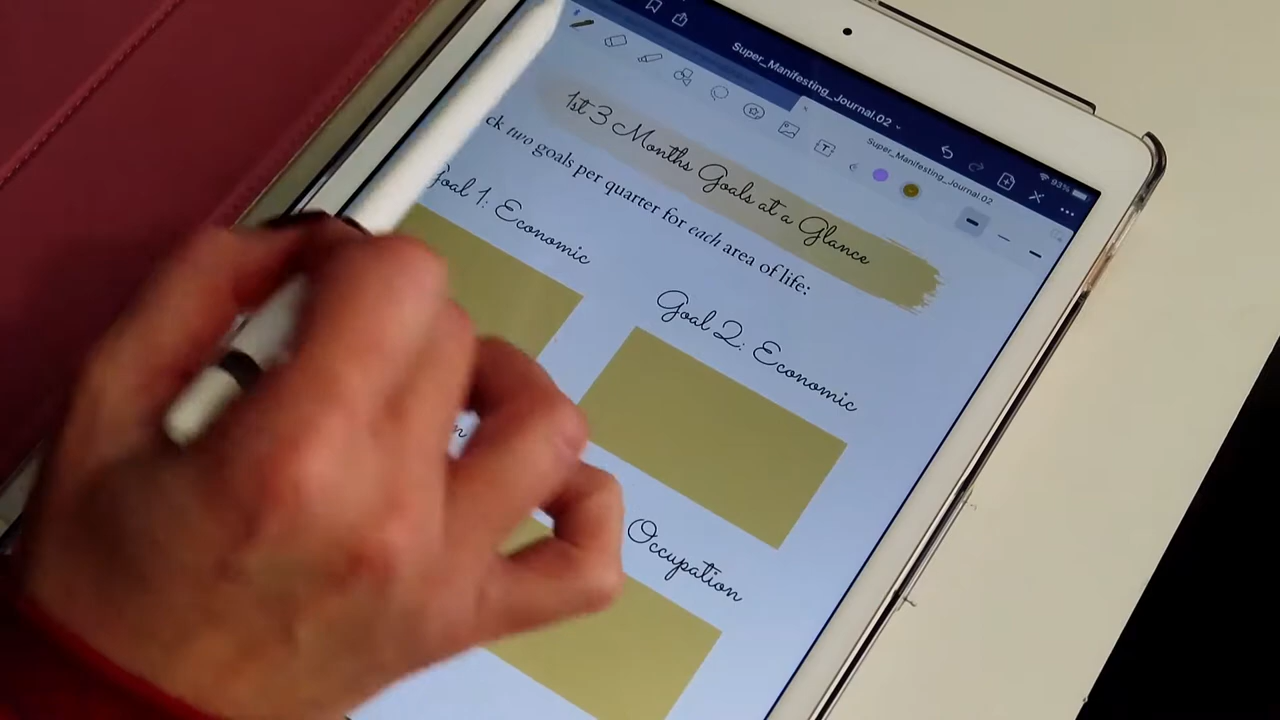 Super_Manifesting_Journal.02
Super_Manifesting_Journal.02
93%
1st 3 Months Goals at a Glance
two goals per quarter for each area of life:
Goal 1: Economic
Goal 2: Economic
Occupation